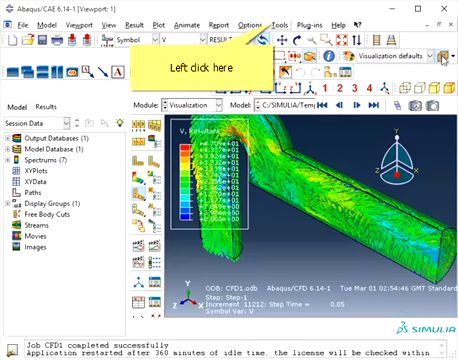 Abaqus/CAE 6.14-1 [Viewport: 1]
File Model Viewport View Result Plot Animate Report Options Tools Plug-ins Help
Symbol V RESULT
Left click here
Visualization defaults
1 2 3 4
Model Results
Module: Visualization Model: C:/SIMULIA/Temp
Session Data
Output Databases (1)
Model Database (1)
Spectrums (7)
XYPlots
XYData
Paths
Display Groups (1)
Free Body Cuts
Streams
Movies
Images
V, Resultant
Y
Z X
ODB: CFD1.odb Abaqus/CFD 6.14-1 Tue Mar 01 02:54:46 GMT Standard
Step: Step-1
Increment 11212: Step Time = 0.05
Symbol Var: V
Y
Z X
SIMULIA
Job CFD1 completed successfully
Application restarted after 360 minutes of idle time, the license will be checked within